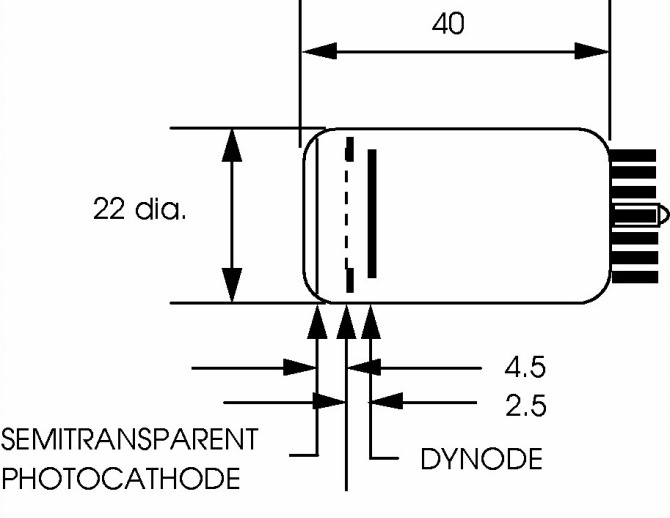 40
22 dia.
4.5
2.5
SEMITRANSPARENT
PHOTOCATHODE
DYNODE